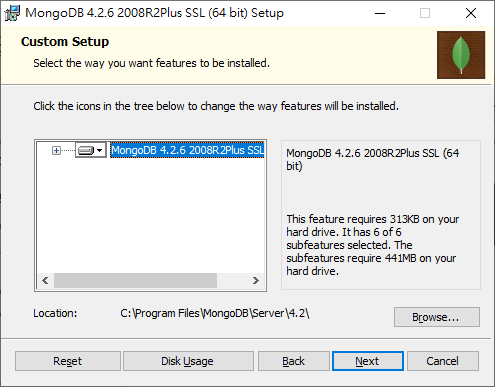 MongoDB 4.2.6 2008R2Plus SSL (64 bit) Setup
Custom Setup
Select the way you want features to be installed.
Click the icons in the tree below to change the way features will be installed.
MongoDB 4.2.6 2008R2Plus SSL
MongoDB 4.2.6 2008R2Plus SSL (64
bit)
This feature requires 313KB on your
hard drive. It has 6 of 6
subfeatures selected. The
subfeatures require 441MB on your
hard drive.
Location: C:\Program Files\MongoDB\Server\4.2\
Browse...
Reset Disk Usage Back Next Cancel